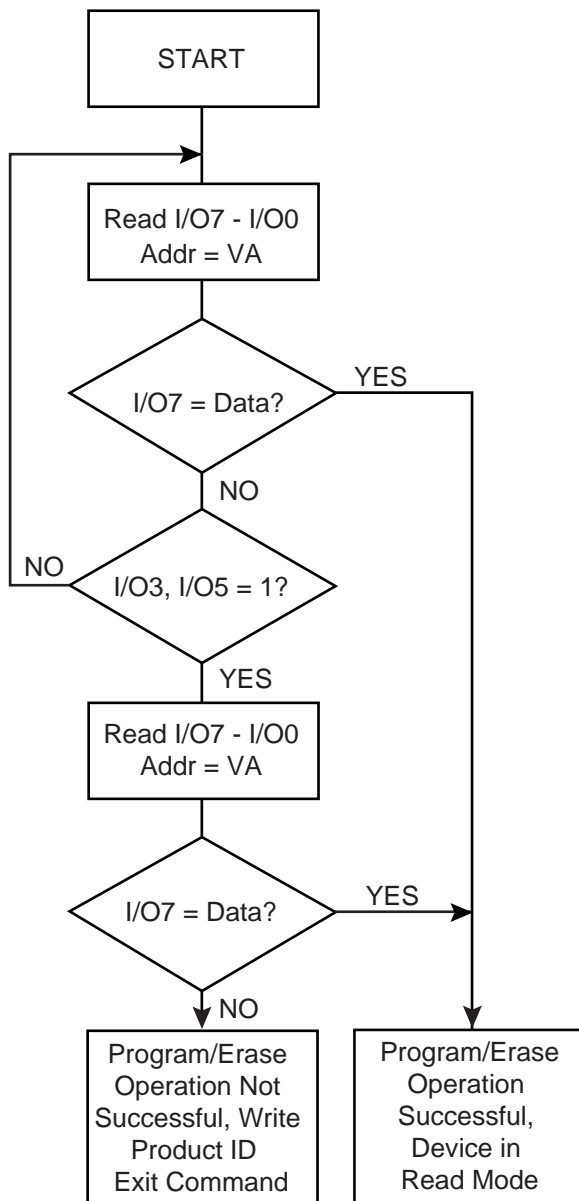 START
Read I/O7 - I/O0
Addr = VA
YES
I/O7 = Data?
NO
NO
I/O3, I/O5 = 1?
YES
Read I/O7 - I/O0
Addr = VA
YES
I/O7 = Data?
NO
Program/Erase
Operation Not
Successful, Write
Product ID
Exit Command
Program/Erase
Operation
Successful,
Device in
Read Mode